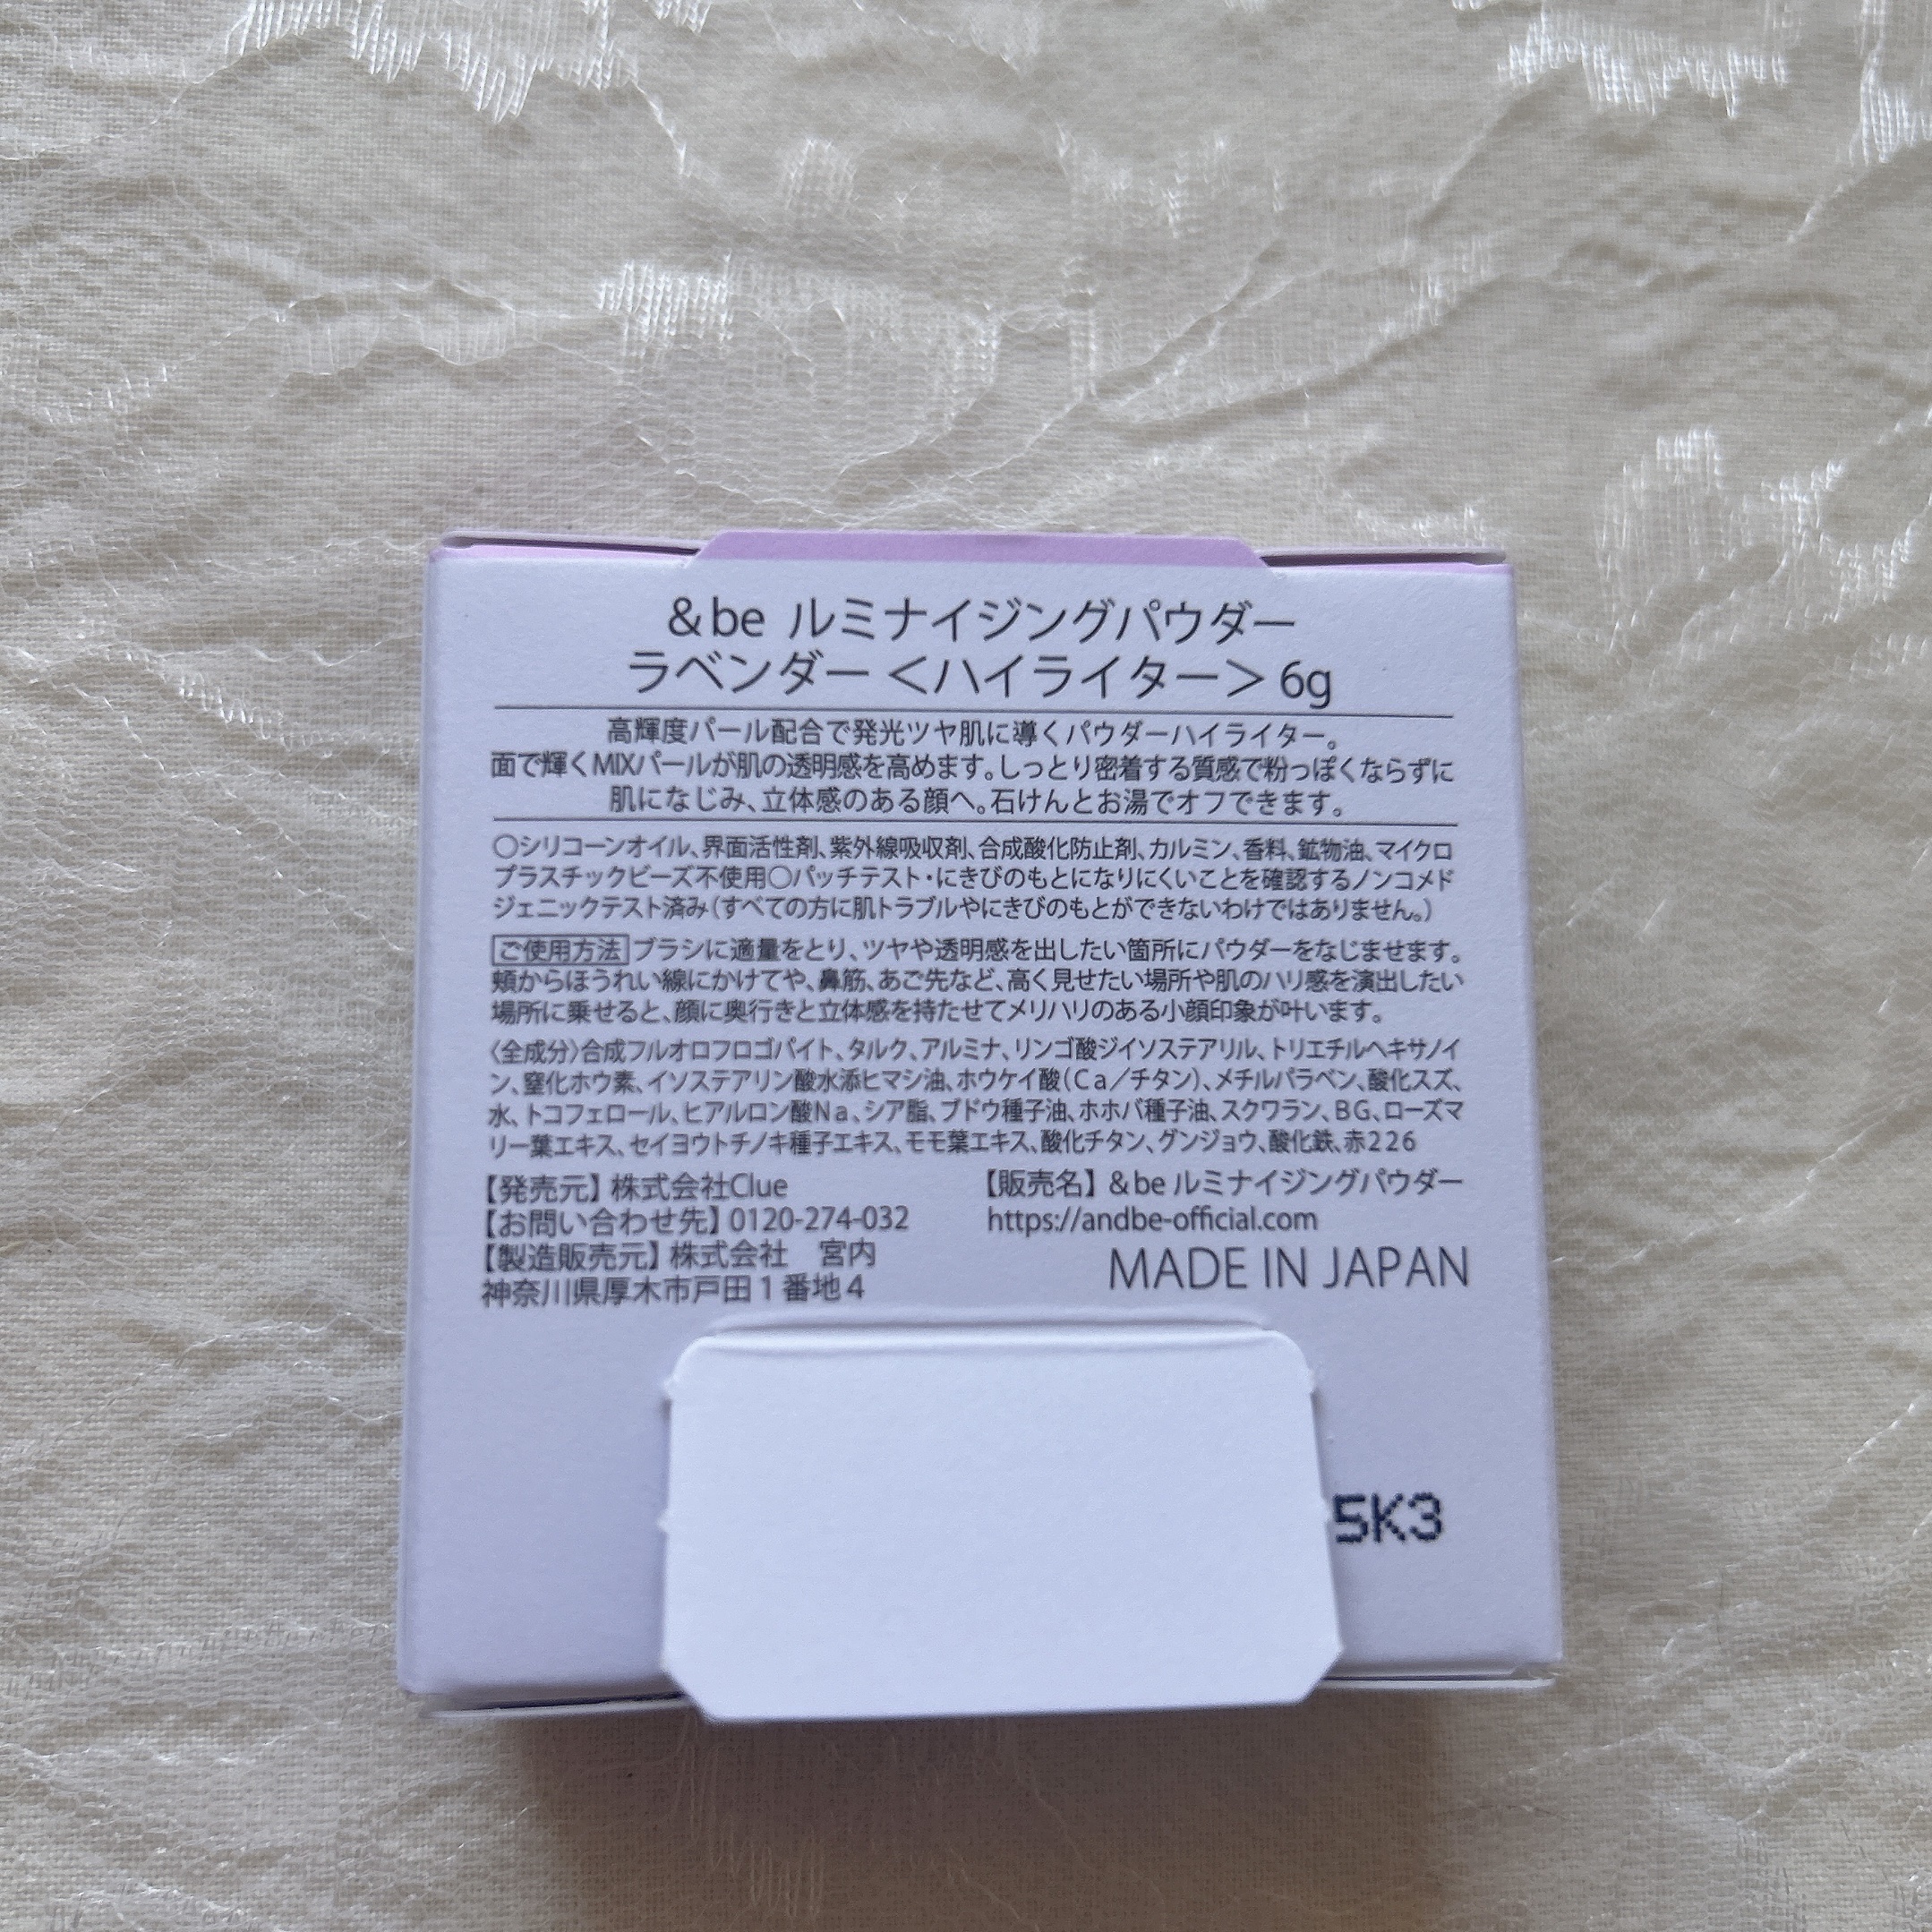 &be ルミナイジングパウダー
ラベンダー＜ハイライター＞6g
高輝度パール配合で発光ツヤ肌に導くパウダーハイライター。
面で輝くMIXパールが肌の透明感を高めます。しっとり密着する質感で粉っぽくならずに
肌になじみ、立体感のある顔へ。石けんとお湯でオフできます。
○シリコーンオイル、界面活性剤、紫外線吸収剤、合成酸化防止剤、カルミン、香料、鉱物油、マイクロ
プラスチックビーズ不使用○パッチテスト・にきびのもとになりにくいことを確認するノンコメド
ジェニックテスト済み（すべての方に肌トラブルやにきびのもとができないわけではありません。）
ご使用方法 ブラシに適量をとり、ツヤや透明感を出したい箇所にパウダーをなじませます。
頬からほうれい線にかけてや、鼻筋、あご先など、高く見せたい場所や肌のハリ感を演出したい
場所に乗せると、顔に奥行きと立体感を持たせてメリハリのある小顔印象が叶います。
〈全成分〉合成フルオロフロゴパイト、タルク、アルミナ、リンゴ酸ジイソステアリル、トリエチルヘキサノイ
ン、窒化ホウ素、イソステアリン酸水添ヒマシ油、ホウケイ酸（Ca／チタン）、メチルパラベン、酸化スズ、
水、トコフェロール、ヒアルロン酸Na、シア脂、ブドウ種子油、ホホバ種子油、スクワラン、BG、ローズマ
リー葉エキス、セイヨウトチノキ種子エキス、モモ葉エキス、酸化チタン、グンジョウ、酸化鉄、赤226
【発売元】株式会社Clue 【販売名】&be ルミナイジングパウダー
【お問い合わせ先】0120-274-032 https://andbe-official.com
【製造販売元】株式会社　宮内
神奈川県厚木市戸田1番地4 MADE IN JAPAN
5K3